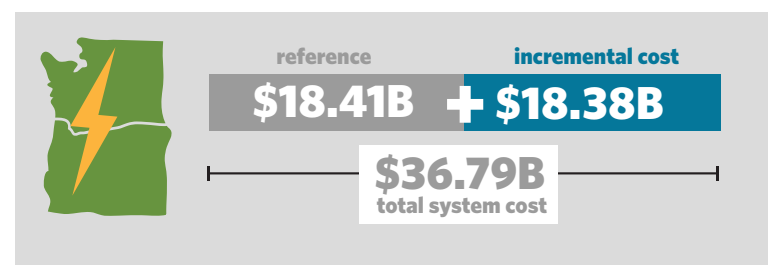 reference incremental cost
$18.41B + $18.38B
$36.79B
total system cost